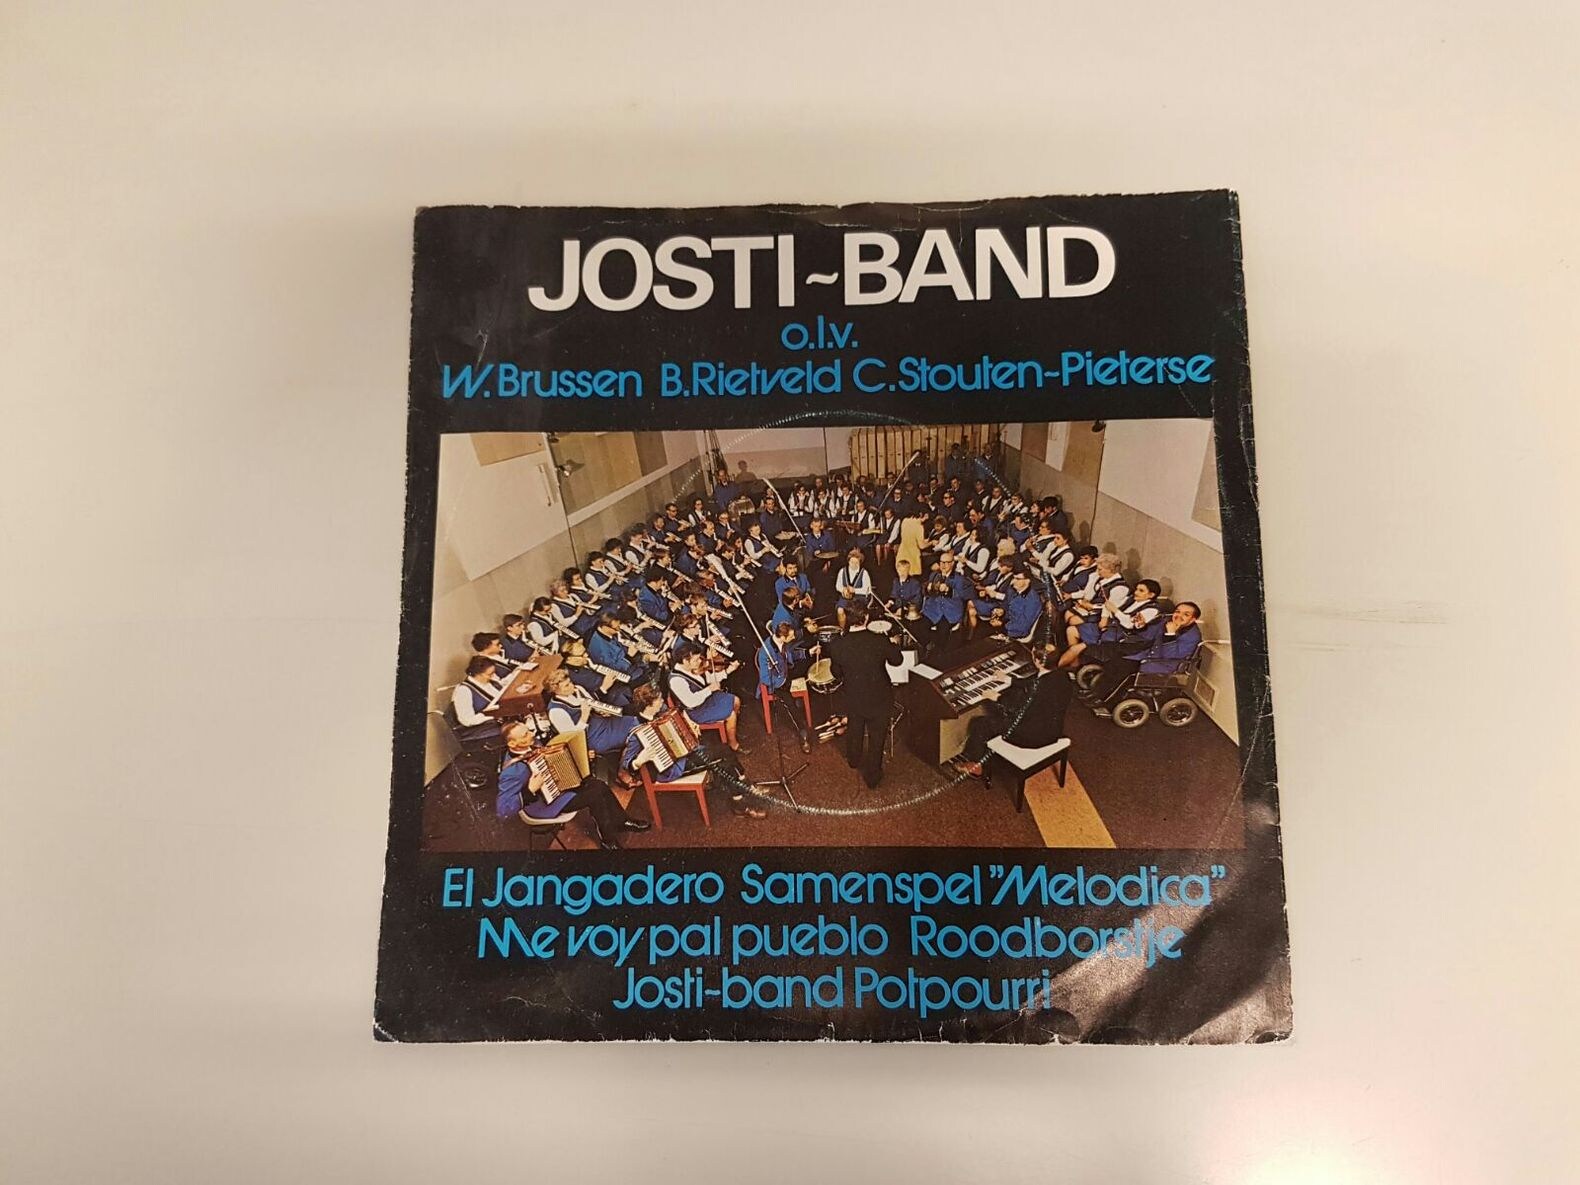 JOSTI~BAND
o.l.v.
W. Brussen B. Rietveld C. Stouten~Pieterse
El Jangadero Samenspel "Melodica"
Me voy pal pueblo Roodborstje
Josti~band Potpourri